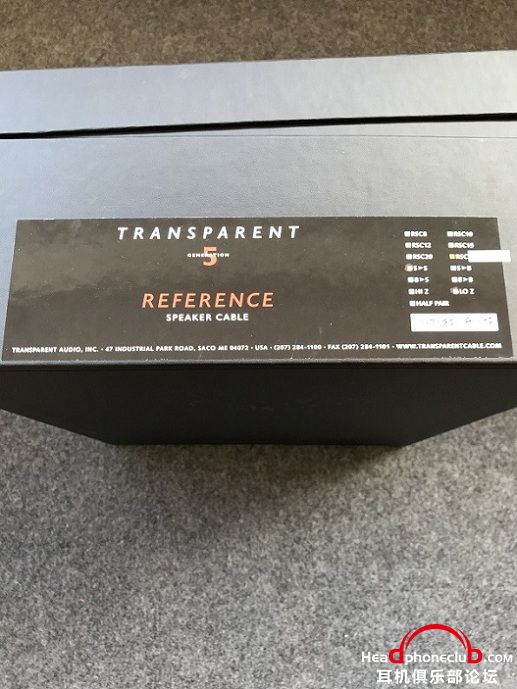 TRANSPARENT
GENERATION
5
REFERENCE
SPEAKER CABLE
RSC8 RSC10
RSC12 RSC15
RSC20 RSC
S>S S>B
B>S B>B
HI Z LO Z
HALF PAIR
TRANSPARENT AUDIO, INC. • 47 INDUSTRIAL PARK ROAD, SACO ME 04072 • USA • (207) 284-1100 • FAX (207) 284-1101 • WWW.TRANSPARENTCABLE.COM
Headphoneclub.com
耳机俱乐部论坛